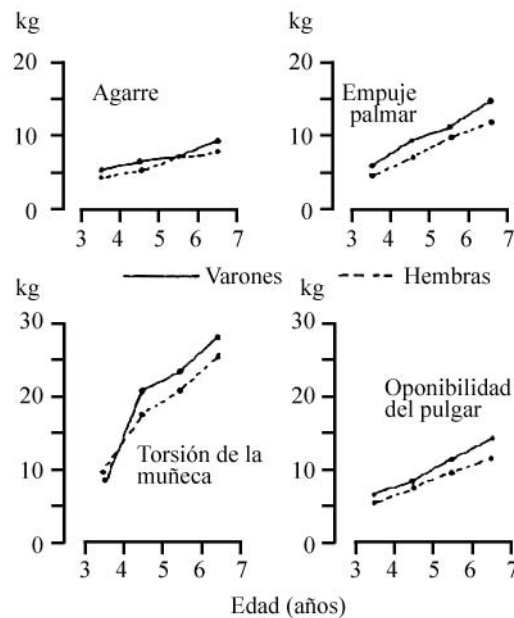 kg
20
10
0
Agarre
3 4 5 6 7
kg
20
10
0
Empuje
palmar
3 4 5 6 7
Varones
Hembras
kg
30
20
10
0
Torsión de la
muñeca
3 4 5 6 7
kg
20
10
0
Oponibilidad
del pulgar
3 4 5 6 7
Edad (años)